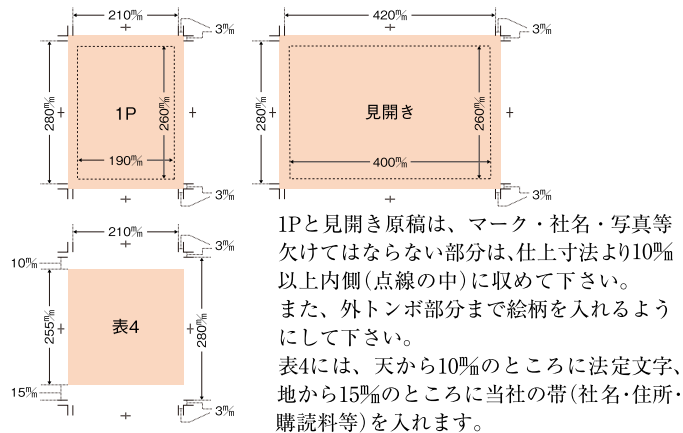 210㎜
3㎜
280㎜
1P
260㎜
190㎜
3㎜
420㎜
3㎜
280㎜
見開き
260㎜
400㎜
3㎜
210㎜
3㎜
10㎜
255㎜
表4
280㎜
15㎜
3㎜
1Pと見開き原稿は、マーク・社名・写真等
欠けてはならない部分は、仕上寸法より10㎜
以上内側（点線の中）に収めて下さい。
また、外トンボ部分まで絵柄を入れるよう
にして下さい。
表4には、天から10㎜のところに法定文字、
地から15㎜のところに当社の帯（社名・住所・
購読料等）を入れます。